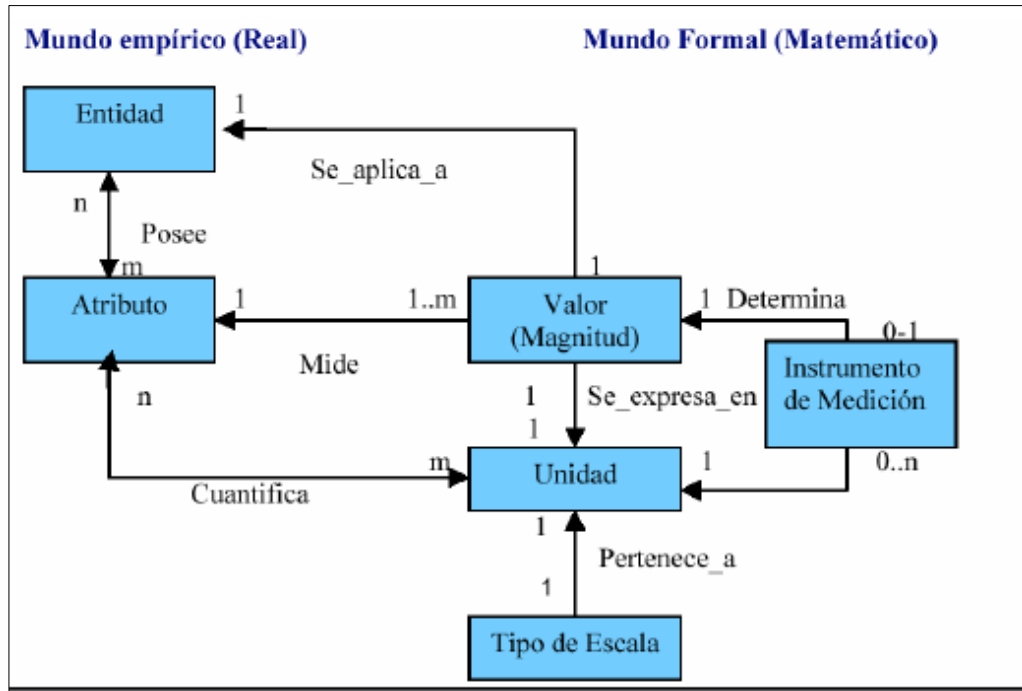 Mundo empírico (Real)
Mundo Formal (Matemático)
Entidad
1
Se_aplica_a
n
Posee
m
1
Atributo
1
1..m
Valor
(Magnitud)
1
Determina
0-1
Mide
Instrumento
de Medición
n
1
Se_expresa_en
1
m
Unidad
1
0..n
Cuantifica
1
Pertenece_a
1
Tipo de Escala